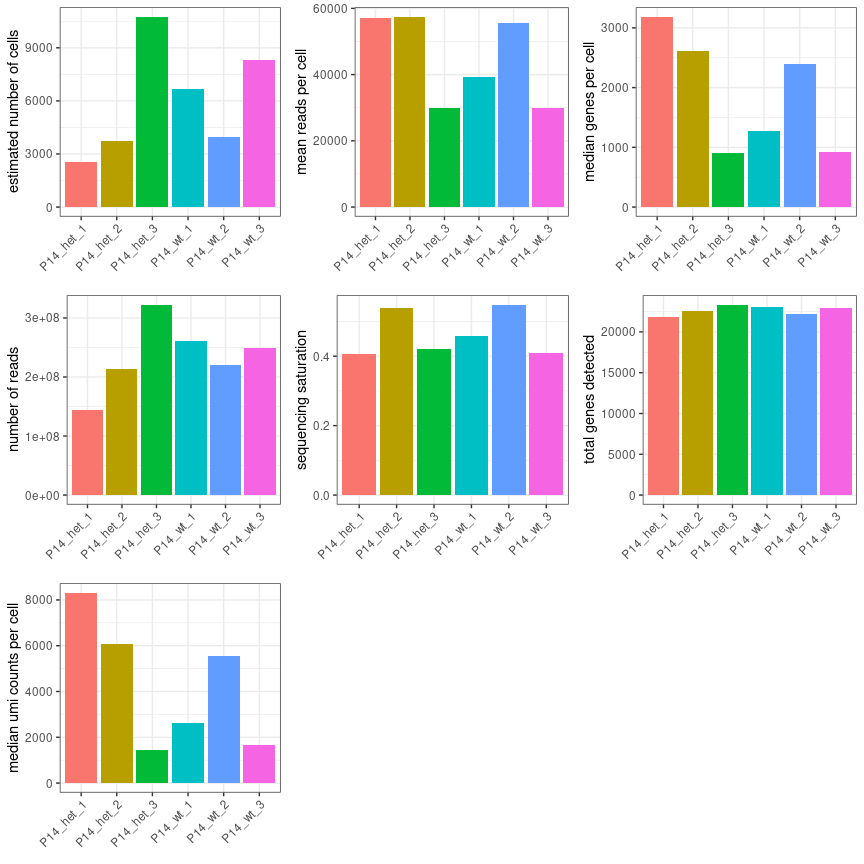 estimated number of cells
9000
6000
3000
0
P14_het_1
P14_het_2
P14_het_3
P14_wt_1
P14_wt_2
P14_wt_3
mean reads per cell
60000
40000
20000
0
P14_het_1
P14_het_2
P14_het_3
P14_wt_1
P14_wt_2
P14_wt_3
median genes per cell
3000
2000
1000
0
P14_het_1
P14_het_2
P14_het_3
P14_wt_1
P14_wt_2
P14_wt_3
number of reads
3e+08
2e+08
1e+08
0e+00
P14_het_1
P14_het_2
P14_het_3
P14_wt_1
P14_wt_2
P14_wt_3
sequencing saturation
0.4
0.2
0.0
P14_het_1
P14_het_2
P14_het_3
P14_wt_1
P14_wt_2
P14_wt_3
total genes detected
20000
15000
10000
5000
0
P14_het_1
P14_het_2
P14_het_3
P14_wt_1
P14_wt_2
P14_wt_3
median umi counts per cell
8000
6000
4000
2000
0
P14_het_1
P14_het_2
P14_het_3
P14_wt_1
P14_wt_2
P14_wt_3